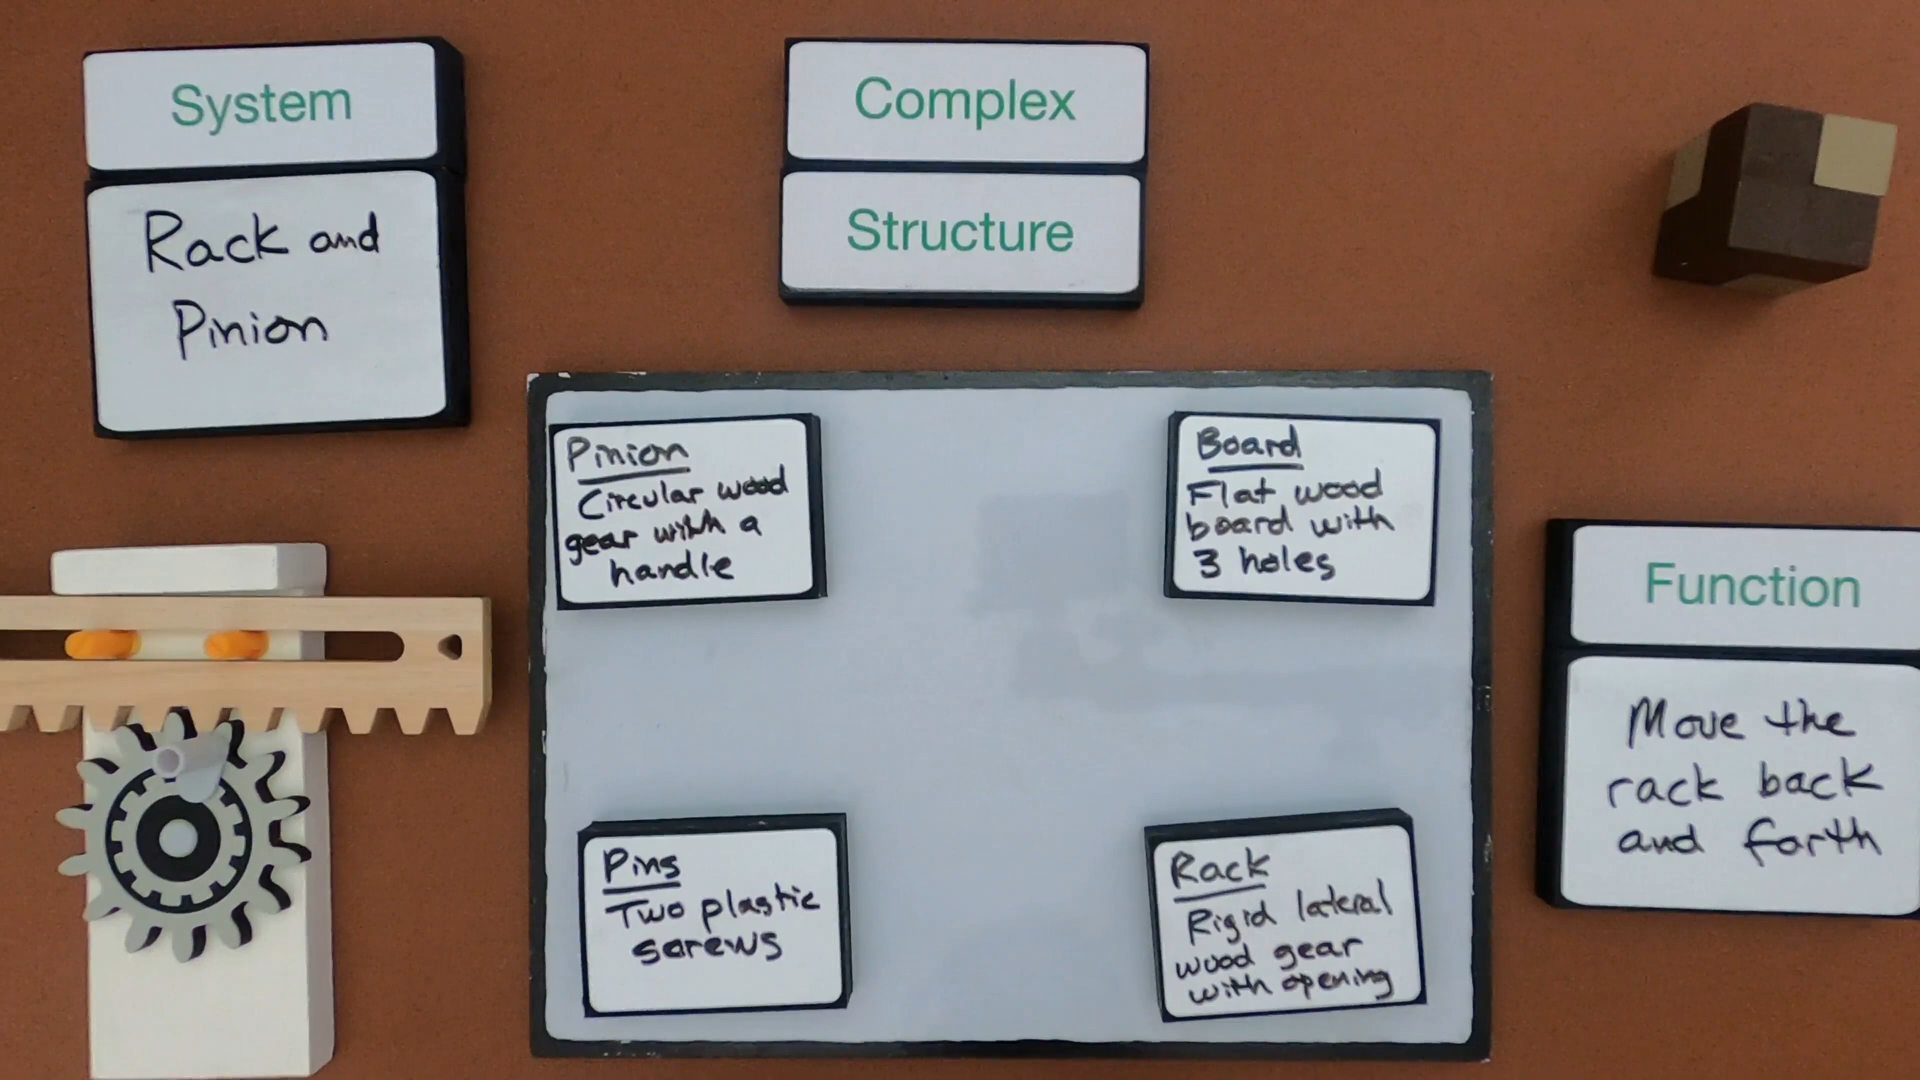 System
Rack and
Pinion
Complex
Structure
Pinion
Circular wood
gear with a
handle
Board
Flat wood
board with
3 holes
Pins
Two plastic
screws
Rack
Rigid lateral
wood gear
with opening
Function
Move the
rack back
and forth